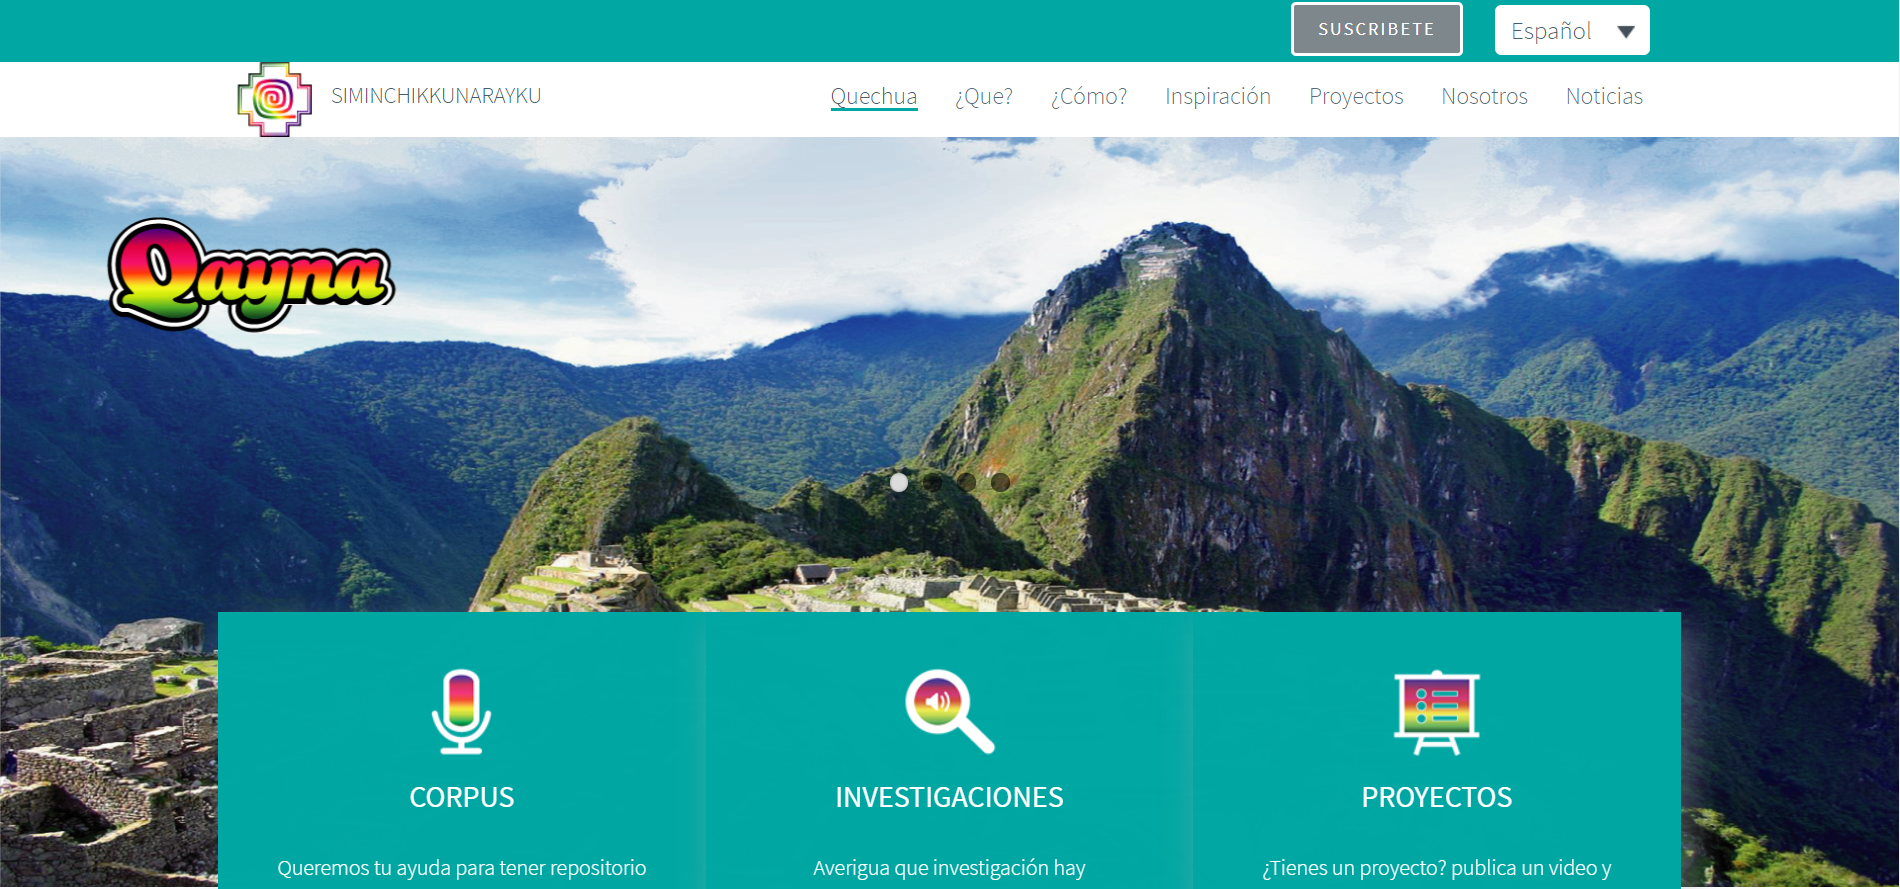 SUSCRIBETE
Español
SIMINCHIKKUNARAYKU
Quechua ¿Que? ¿Cómo? Inspiración Proyectos Nosotros Noticias
Qayna
CORPUS
Queremos tu ayuda para tener repositorio
INVESTIGACIONES
Averigua que investigación hay
PROYECTOS
¿Tienes un proyecto? publica un video y